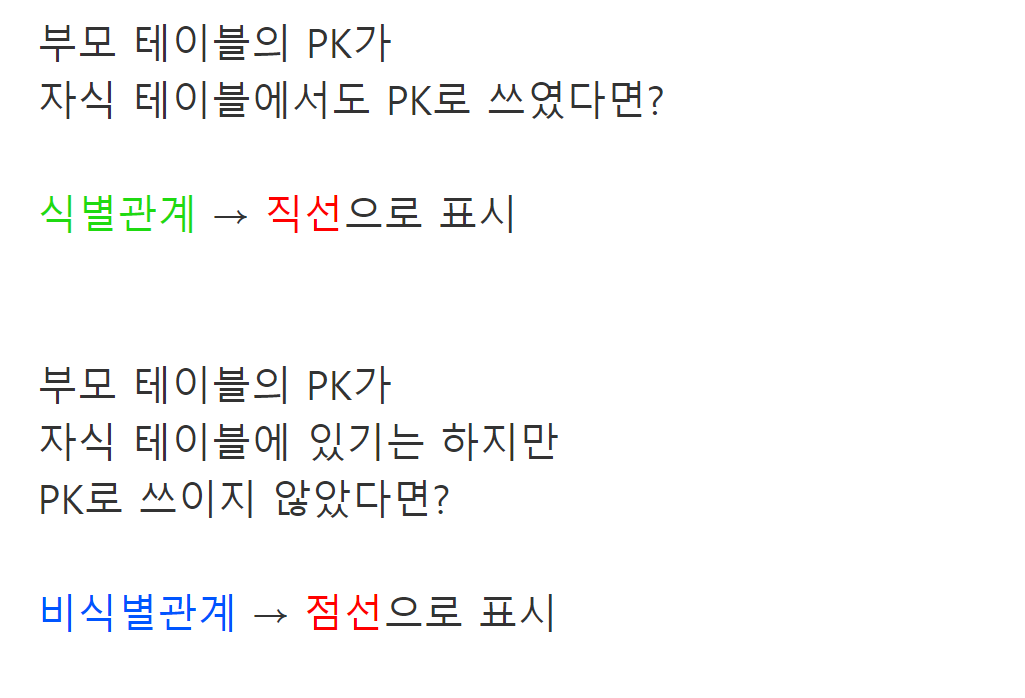 부모 테이블의 PK가
자식 테이블에서도 PK로 쓰였다면?
식별관계 → 직선으로 표시
부모 테이블의 PK가
자식 테이블에 있기는 하지만
PK로 쓰이지 않았다면?
비식별관계 → 점선으로 표시